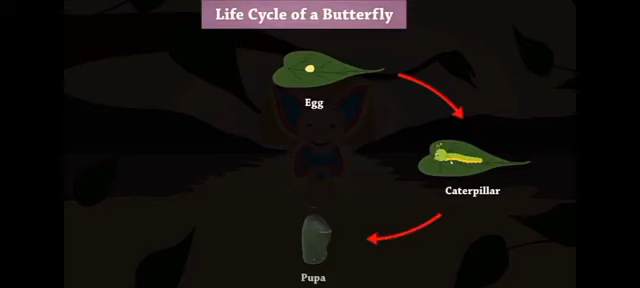 Life Cycle of a Butterfly
Egg
Caterpillar
Pupa